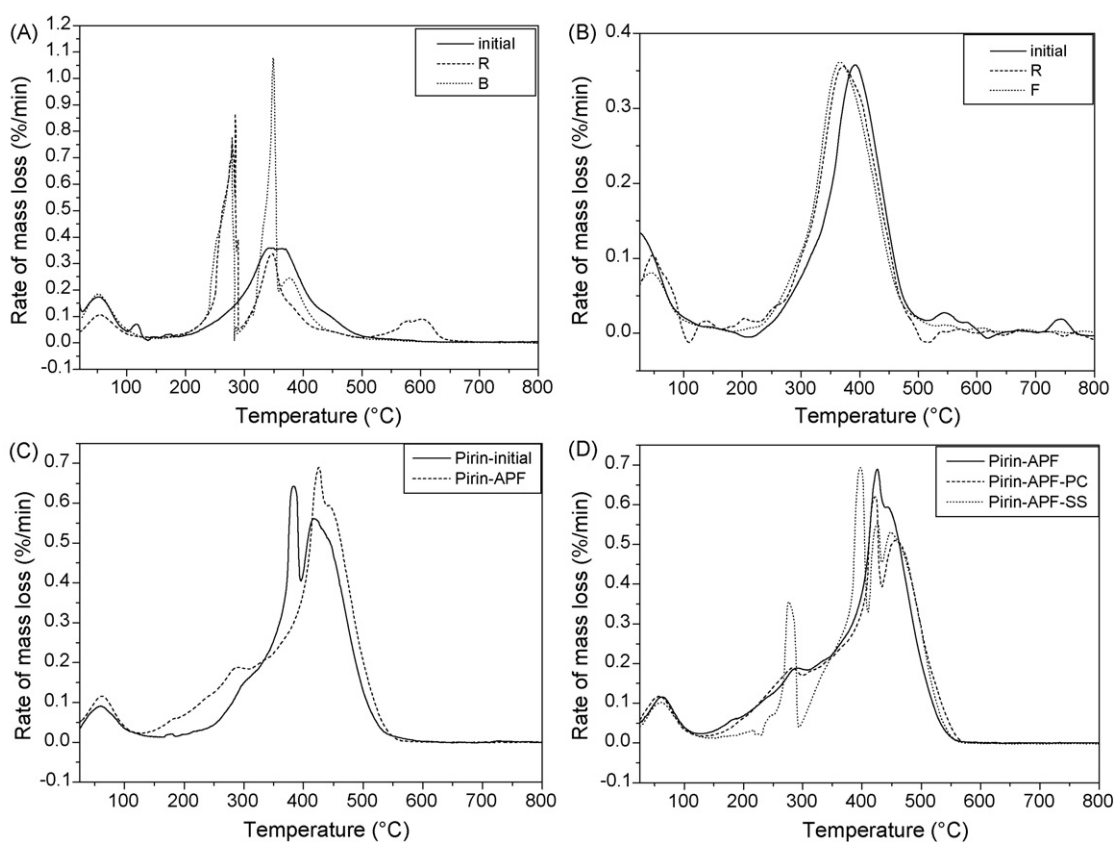 (A)
1.2
1.1
1.0
0.9
0.8
0.7
0.6
0.5
0.4
0.3
0.2
0.1
0.0
-0.1
Rate of mass loss (%/min)
initial
R
B
100 200 300 400 500 600 700 800
Temperature (°C)
(B)
0.4
0.3
0.2
0.1
0.0
Rate of mass loss (%/min)
initial
R
F
100 200 300 400 500 600 700 800
Temperature (°C)
(C)
0.7
0.6
0.5
0.4
0.3
0.2
0.1
0.0
-0.1
Rate of mass loss (%/min)
Pirin-initial
Pirin-APF
100 200 300 400 500 600 700 800
Temperature (°C)
(D)
0.7
0.6
0.5
0.4
0.3
0.2
0.1
0.0
-0.1
Rate of mass loss (%/min)
Pirin-APF
Pirin-APF-PC
Pirin-APF-SS
100 200 300 400 500 600 700 800
Temperature (°C)